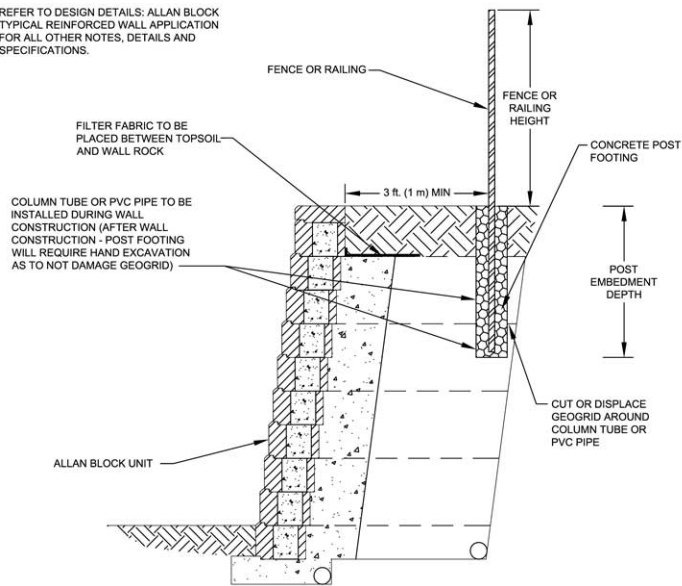 REFER TO DESIGN DETAILS: ALLAN BLOCK
TYPICAL REINFORCED WALL APPLICATION
FOR ALL OTHER NOTES, DETAILS AND
SPECIFICATIONS.
FENCE OR RAILING
FENCE OR
RAILING
HEIGHT
FILTER FABRIC TO BE
PLACED BETWEEN TOPSOIL
AND WALL ROCK
CONCRETE POST
FOOTING
3 ft. (1 m) MIN
COLUMN TUBE OR PVC PIPE TO BE
INSTALLED DURING WALL
CONSTRUCTION (AFTER WALL
CONSTRUCTION - POST FOOTING
WILL REQUIRE HAND EXCAVATION
AS TO NOT DAMAGE GEOGRID)
POST
EMBEDMENT
DEPTH
CUT OR DISPLACE
GEOGRID AROUND
COLUMN TUBE OR
PVC PIPE
ALLAN BLOCK UNIT